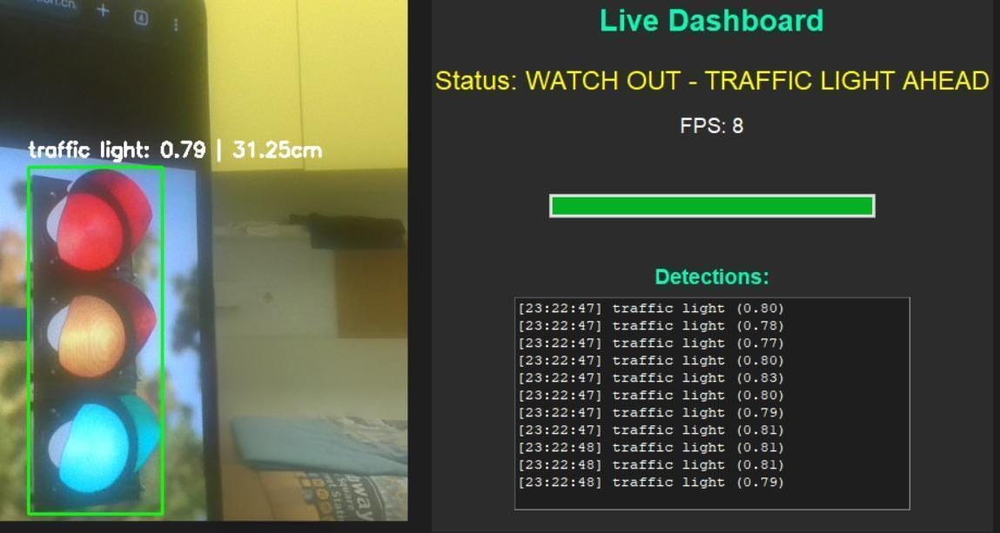 4
Live Dashboard
Status: WATCH OUT - TRAFFIC LIGHT AHEAD
FPS: 8
traffic light: 0.79 | 31.25cm
Detections:
[23:22:47] traffic light (0.80)
[23:22:47] traffic light (0.78)
[23:22:47] traffic light (0.77)
[23:22:47] traffic light (0.80)
[23:22:47] traffic light (0.83)
[23:22:47] traffic light (0.80)
[23:22:47] traffic light (0.79)
[23:22:47] traffic light (0.81)
[23:22:48] traffic light (0.81)
[23:22:48] traffic light (0.81)
[23:22:48] traffic light (0.79)
Square